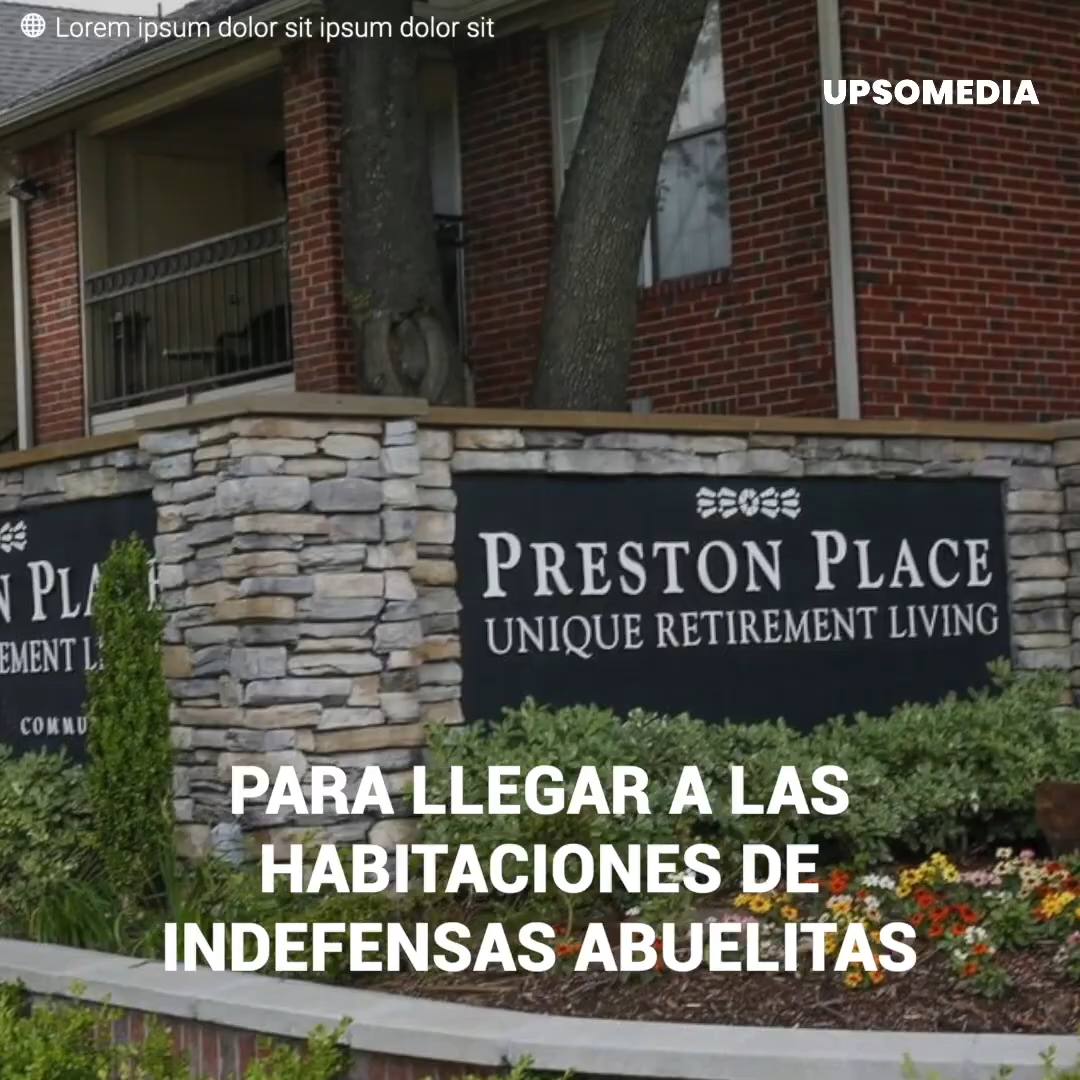 Lorem ipsum dolor sit ipsum dolor sit
UPSOMEDIA
PRESTON PLACE
UNIQUE RETIREMENT LIVING
PARA LLEGAR A LAS
HABITACIONES DE
INDEFENSAS ABUELITAS